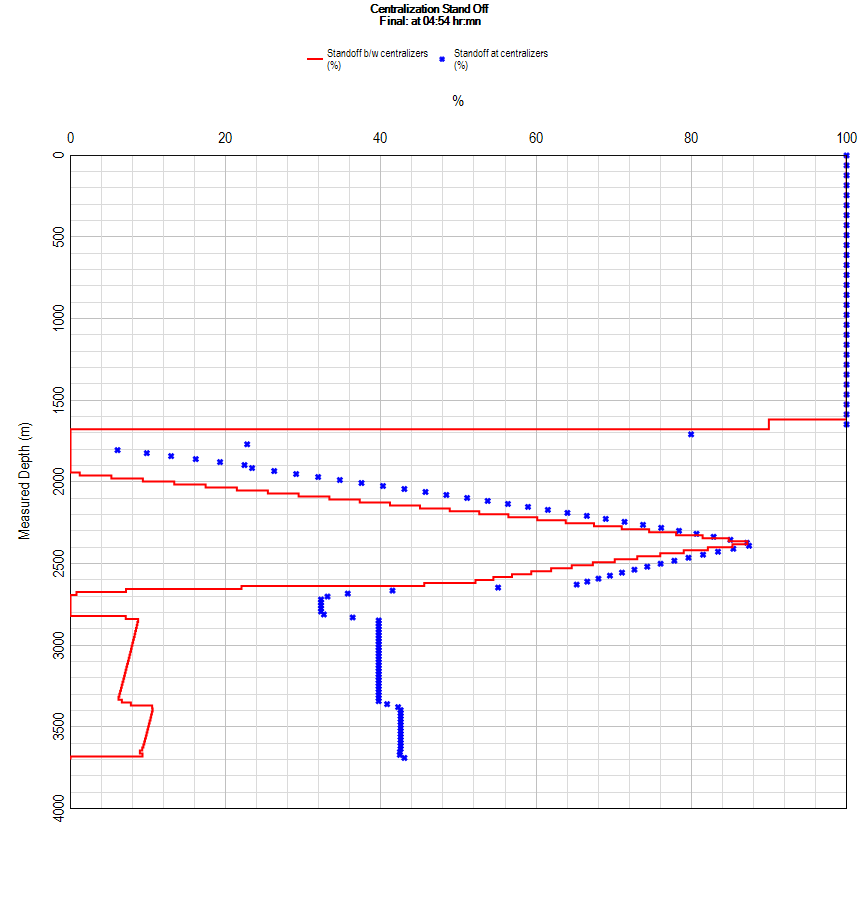 Centralization Stand Off
Final: at 04:54 hr:mn
Standoff b/w centralizers
(%)
Standoff at centralizers
(%)
%
0 20 40 60 80 100
0
500
1000
1500
2000
2500
3000
3500
4000
Measured Depth (m)